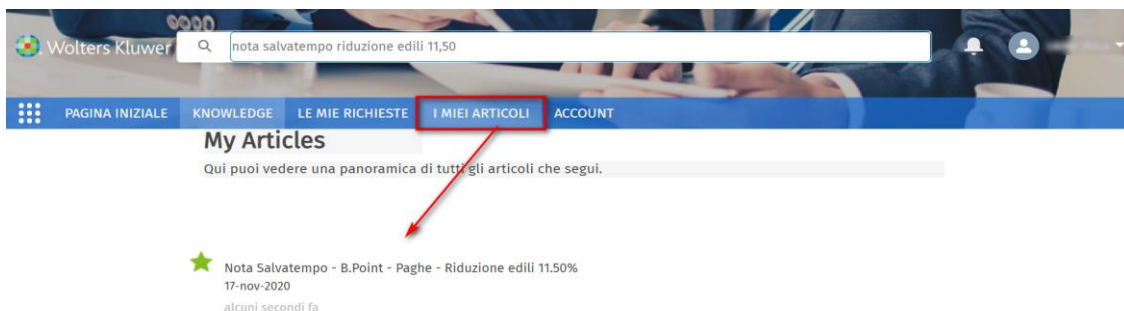 Wolters Kluwer
nota salvatempo riduzione edili 11,50
PAGINA INIZIALE KNOWLEDGE LE MIE RICHIESTE I MIEI ARTICOLI ACCOUNT
My Articles
Qui puoi vedere una panoramica di tutti gli articoli che segui.
Nota Salvatempo - B.Point - Paghe - Riduzione edili 11.50%
17-nov-2020
alcuni secondi fa